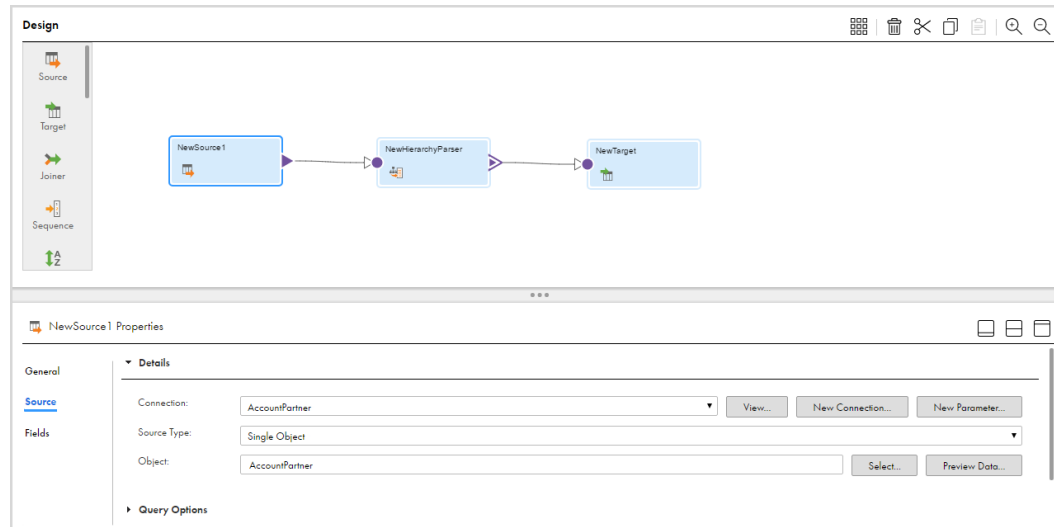 Design
Source
Target
Joiner
Sequence
A
Z
NewSource1
NewHierarchyParser
NewTarget
NewSource1 Properties
General
Source
Fields
Details
Connection:
AccountPartner
View...
New Connection...
New Parameter...
Source Type:
Single Object
Object:
AccountPartner
Select...
Preview Data...
Query Options